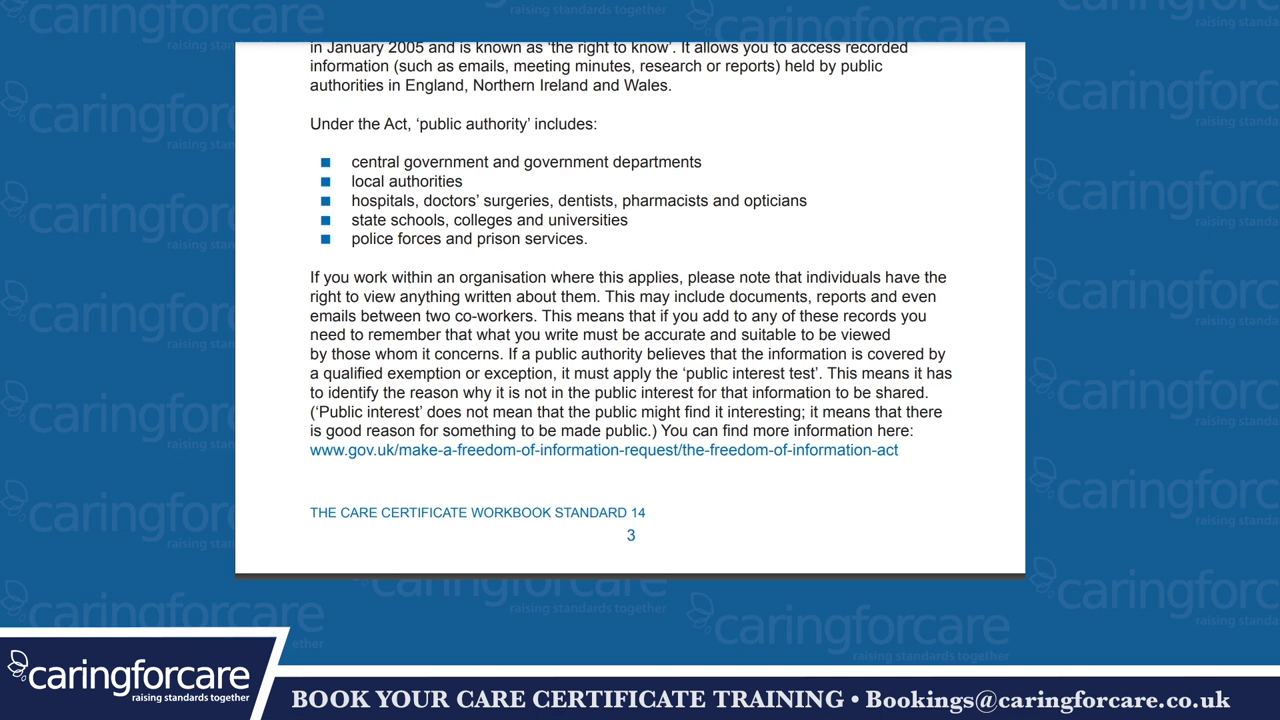 in January 2005 and is known as ‘the right to know’. It allows you to access recorded
information (such as emails, meeting minutes, research or reports) held by public
authorities in England, Northern Ireland and Wales.
Under the Act, ‘public authority’ includes:
central government and government departments
local authorities
hospitals, doctors’ surgeries, dentists, pharmacists and opticians
state schools, colleges and universities
police forces and prison services.
If you work within an organisation where this applies, please note that individuals have the
right to view anything written about them. This may include documents, reports and even
emails between two co-workers. This means that if you add to any of these records you
need to remember that what you write must be accurate and suitable to be viewed
by those whom it concerns. If a public authority believes that the information is covered by
a qualified exemption or exception, it must apply the ‘public interest test’. This means it has
to identify the reason why it is not in the public interest for that information to be shared.
(‘Public interest’ does not mean that the public might find it interesting; it means that there
is good reason for something to be made public.) You can find more information here:
www.gov.uk/make-a-freedom-of-information-request/the-freedom-of-information-act
THE CARE CERTIFICATE WORKBOOK STANDARD 14
3
caringforcare
raising standards together
BOOK YOUR CARE CERTIFICATE TRAINING • Bookings@caringforcare.co.uk